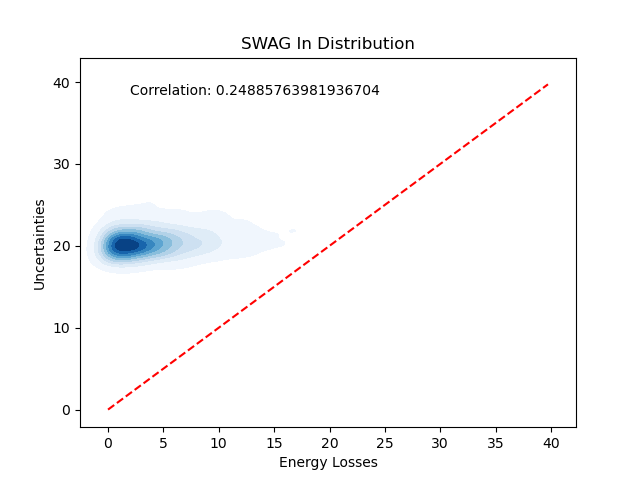 SWAG In Distribution
Correlation: 0.24885763981936704
40
30
20
10
0
Uncertainties
0 5 10 15 20 25 30 35 40
Energy Losses